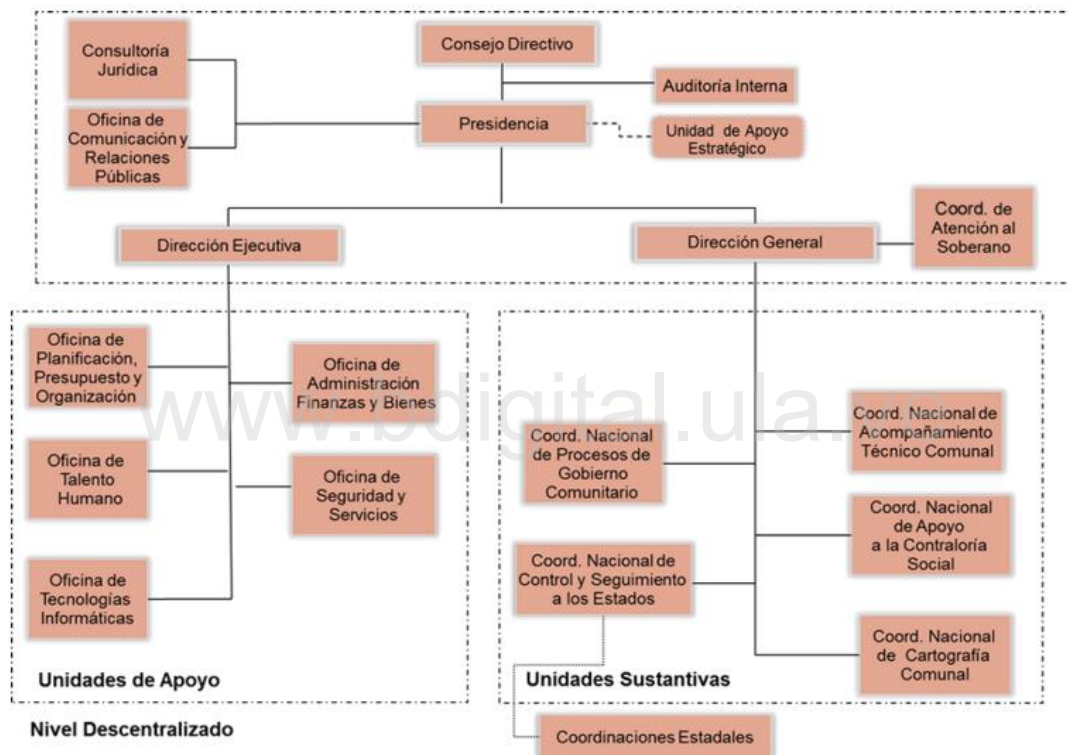 Consultoría
Jurídica
Consejo Directivo
Auditoría Interna
Oficina de
Comunicación y
Relaciones
Públicas
Presidencia
Unidad de Apoyo
Estratégico
Dirección Ejecutiva
Dirección General
Coord. de
Atención al
Soberano
Oficina de
Planificación,
Presupuesto y
Organización
Oficina de
Administración
Finanzas y Bienes
Oficina de
Talento
Humano
Oficina de
Seguridad y
Servicios
Oficina de
Tecnologías
Informáticas
Unidades de Apoyo
Coord. Nacional
de Procesos de
Gobierno
Comunitario
Coord. Nacional de
Acompañamiento
Técnico Comunal
Coord. Nacional
de Apoyo
a la Contraloría
Social
Coord. Nacional de
Control y Seguimiento
a los Estados
Coord. Nacional
de Cartografía
Comunal
Unidades Sustantivas
Nivel Descentralizado
Coordinaciones Estadales
www.bdigital.ula.ve